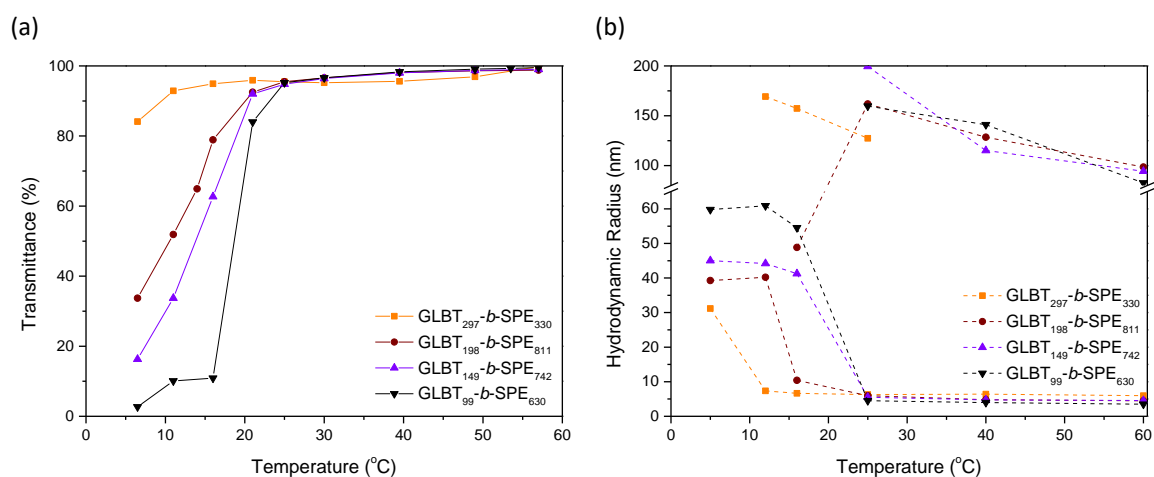 (a)
100
80
60
40
20
0
Transmittance (%)
GLBT297-b-SPE330
GLBT198-b-SPE811
GLBT149-b-SPE742
GLBT99-b-SPE630
0 10 20 30 40 50 60
Temperature (°C)
(b)
200
150
100
60
50
40
30
20
10
0
Hydrodynamic Radius (nm)
GLBT297-b-SPE330
GLBT198-b-SPE811
GLBT149-b-SPE742
GLBT99-b-SPE630
0 10 20 30 40 50 60
Temperature (°C)